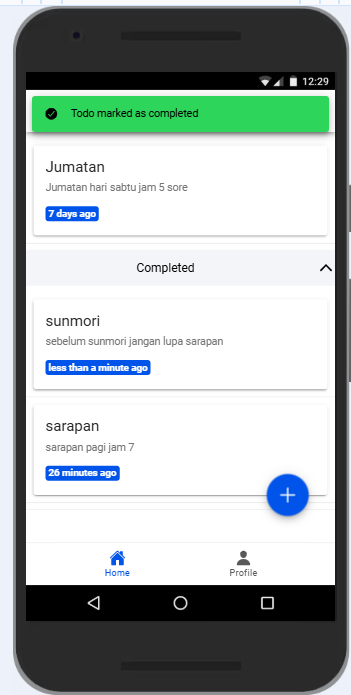 12:29
Todo marked as completed
Jumatan
Jumatan hari sabtu jam 5 sore
7 days ago
Completed
sunmori
sebelum sunmori jangan lupa sarapan
less than a minute ago
sarapan
sarapan pagi jam 7
26 minutes ago
Home
Profile